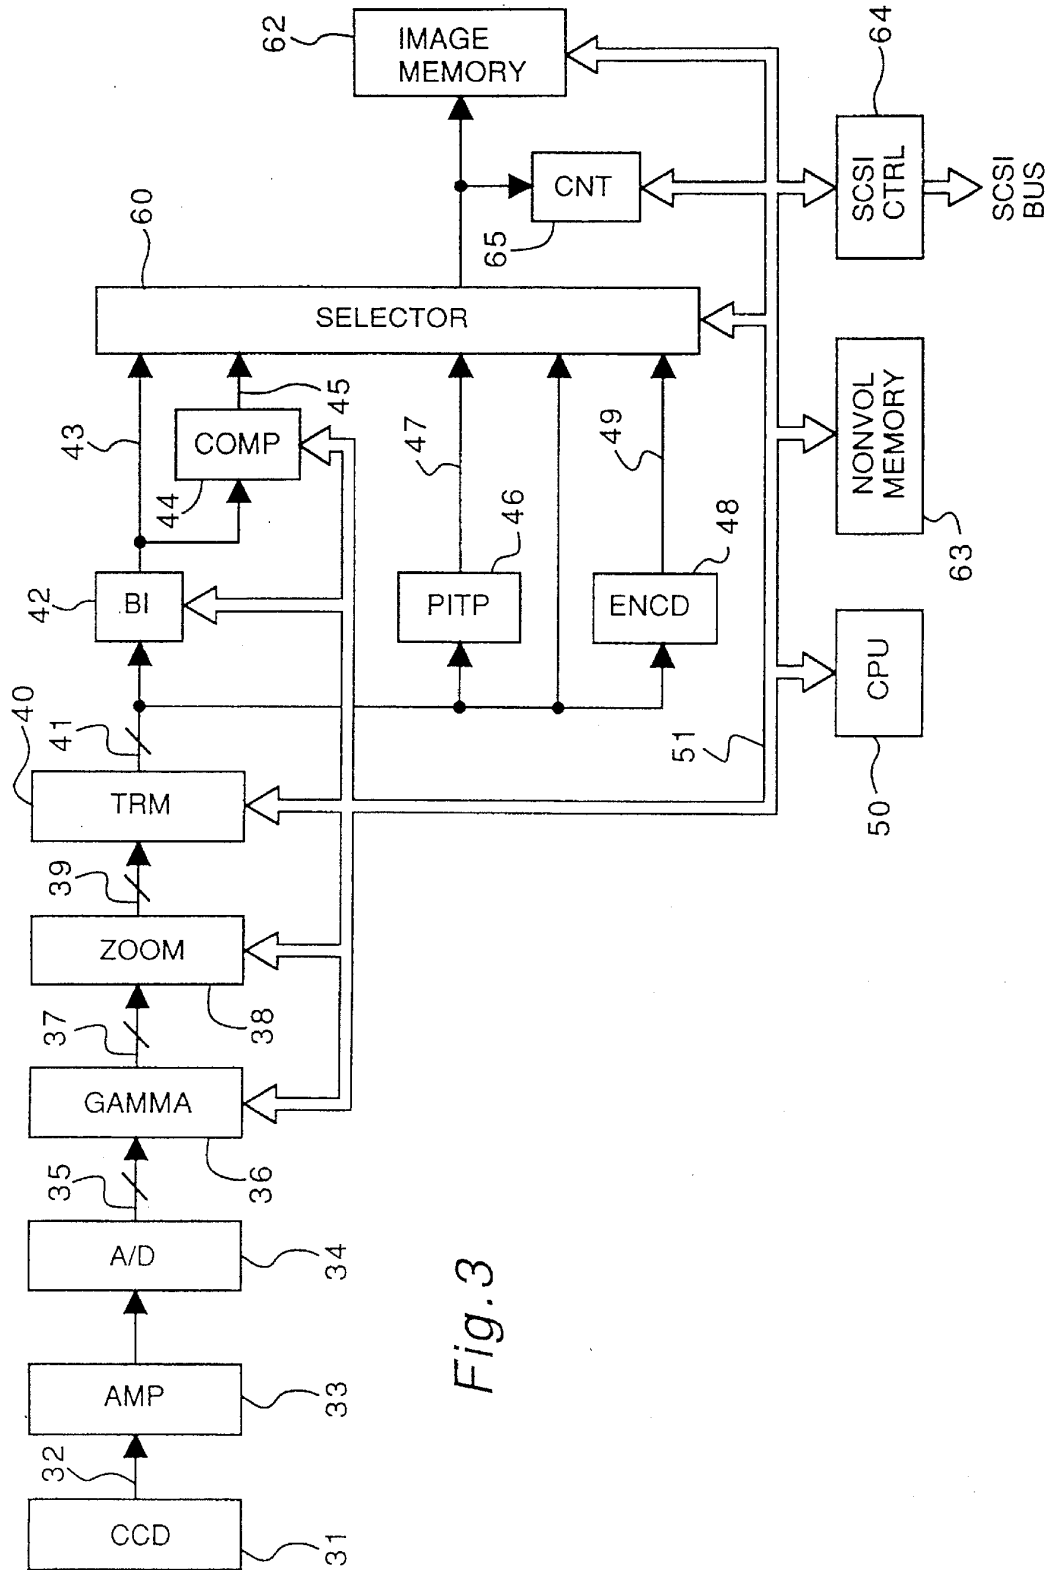 62
IMAGE
MEMORY
64
SCSI
CTRL
SCSI
BUS
CNT
65
60
SELECTOR
43
45
COMP
44
47
49
NONVOL
MEMORY
63
42
BI
PITP
46
ENCD
48
40
41
TRM
51
CPU
50
39
ZOOM
38
37
GAMMA
36
35
A/D
34
AMP
33
32
CCD
31
Fig.3